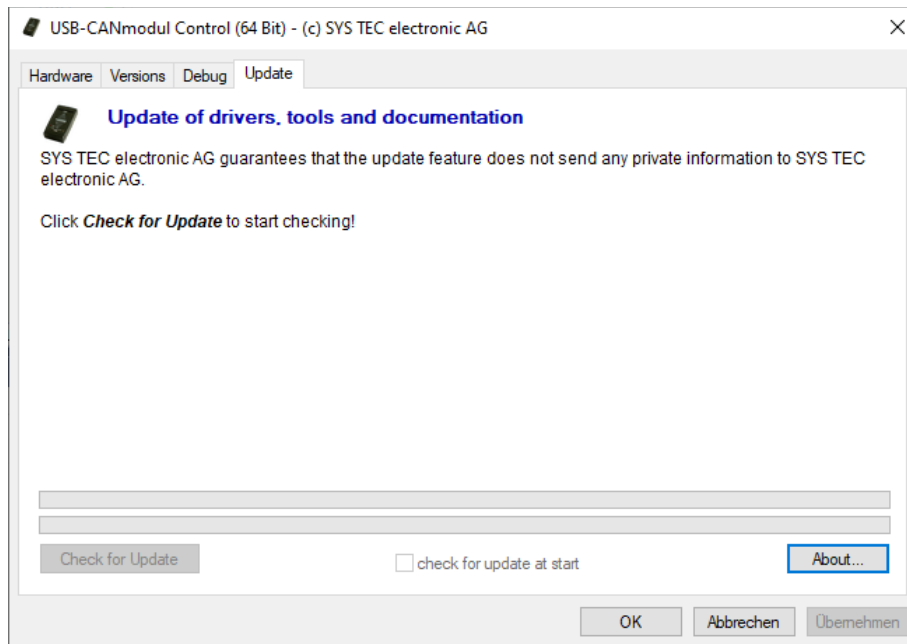 USB-CANmodul Control (64 Bit) - (c) SYS TEC electronic AG
Hardware Versions Debug Update
Update of drivers, tools and documentation
SYS TEC electronic AG guarantees that the update feature does not send any private information to SYS TEC
electronic AG.
Click Check for Update to start checking!
Check for Update check for update at start About...
OK Abbrechen Übernehmen